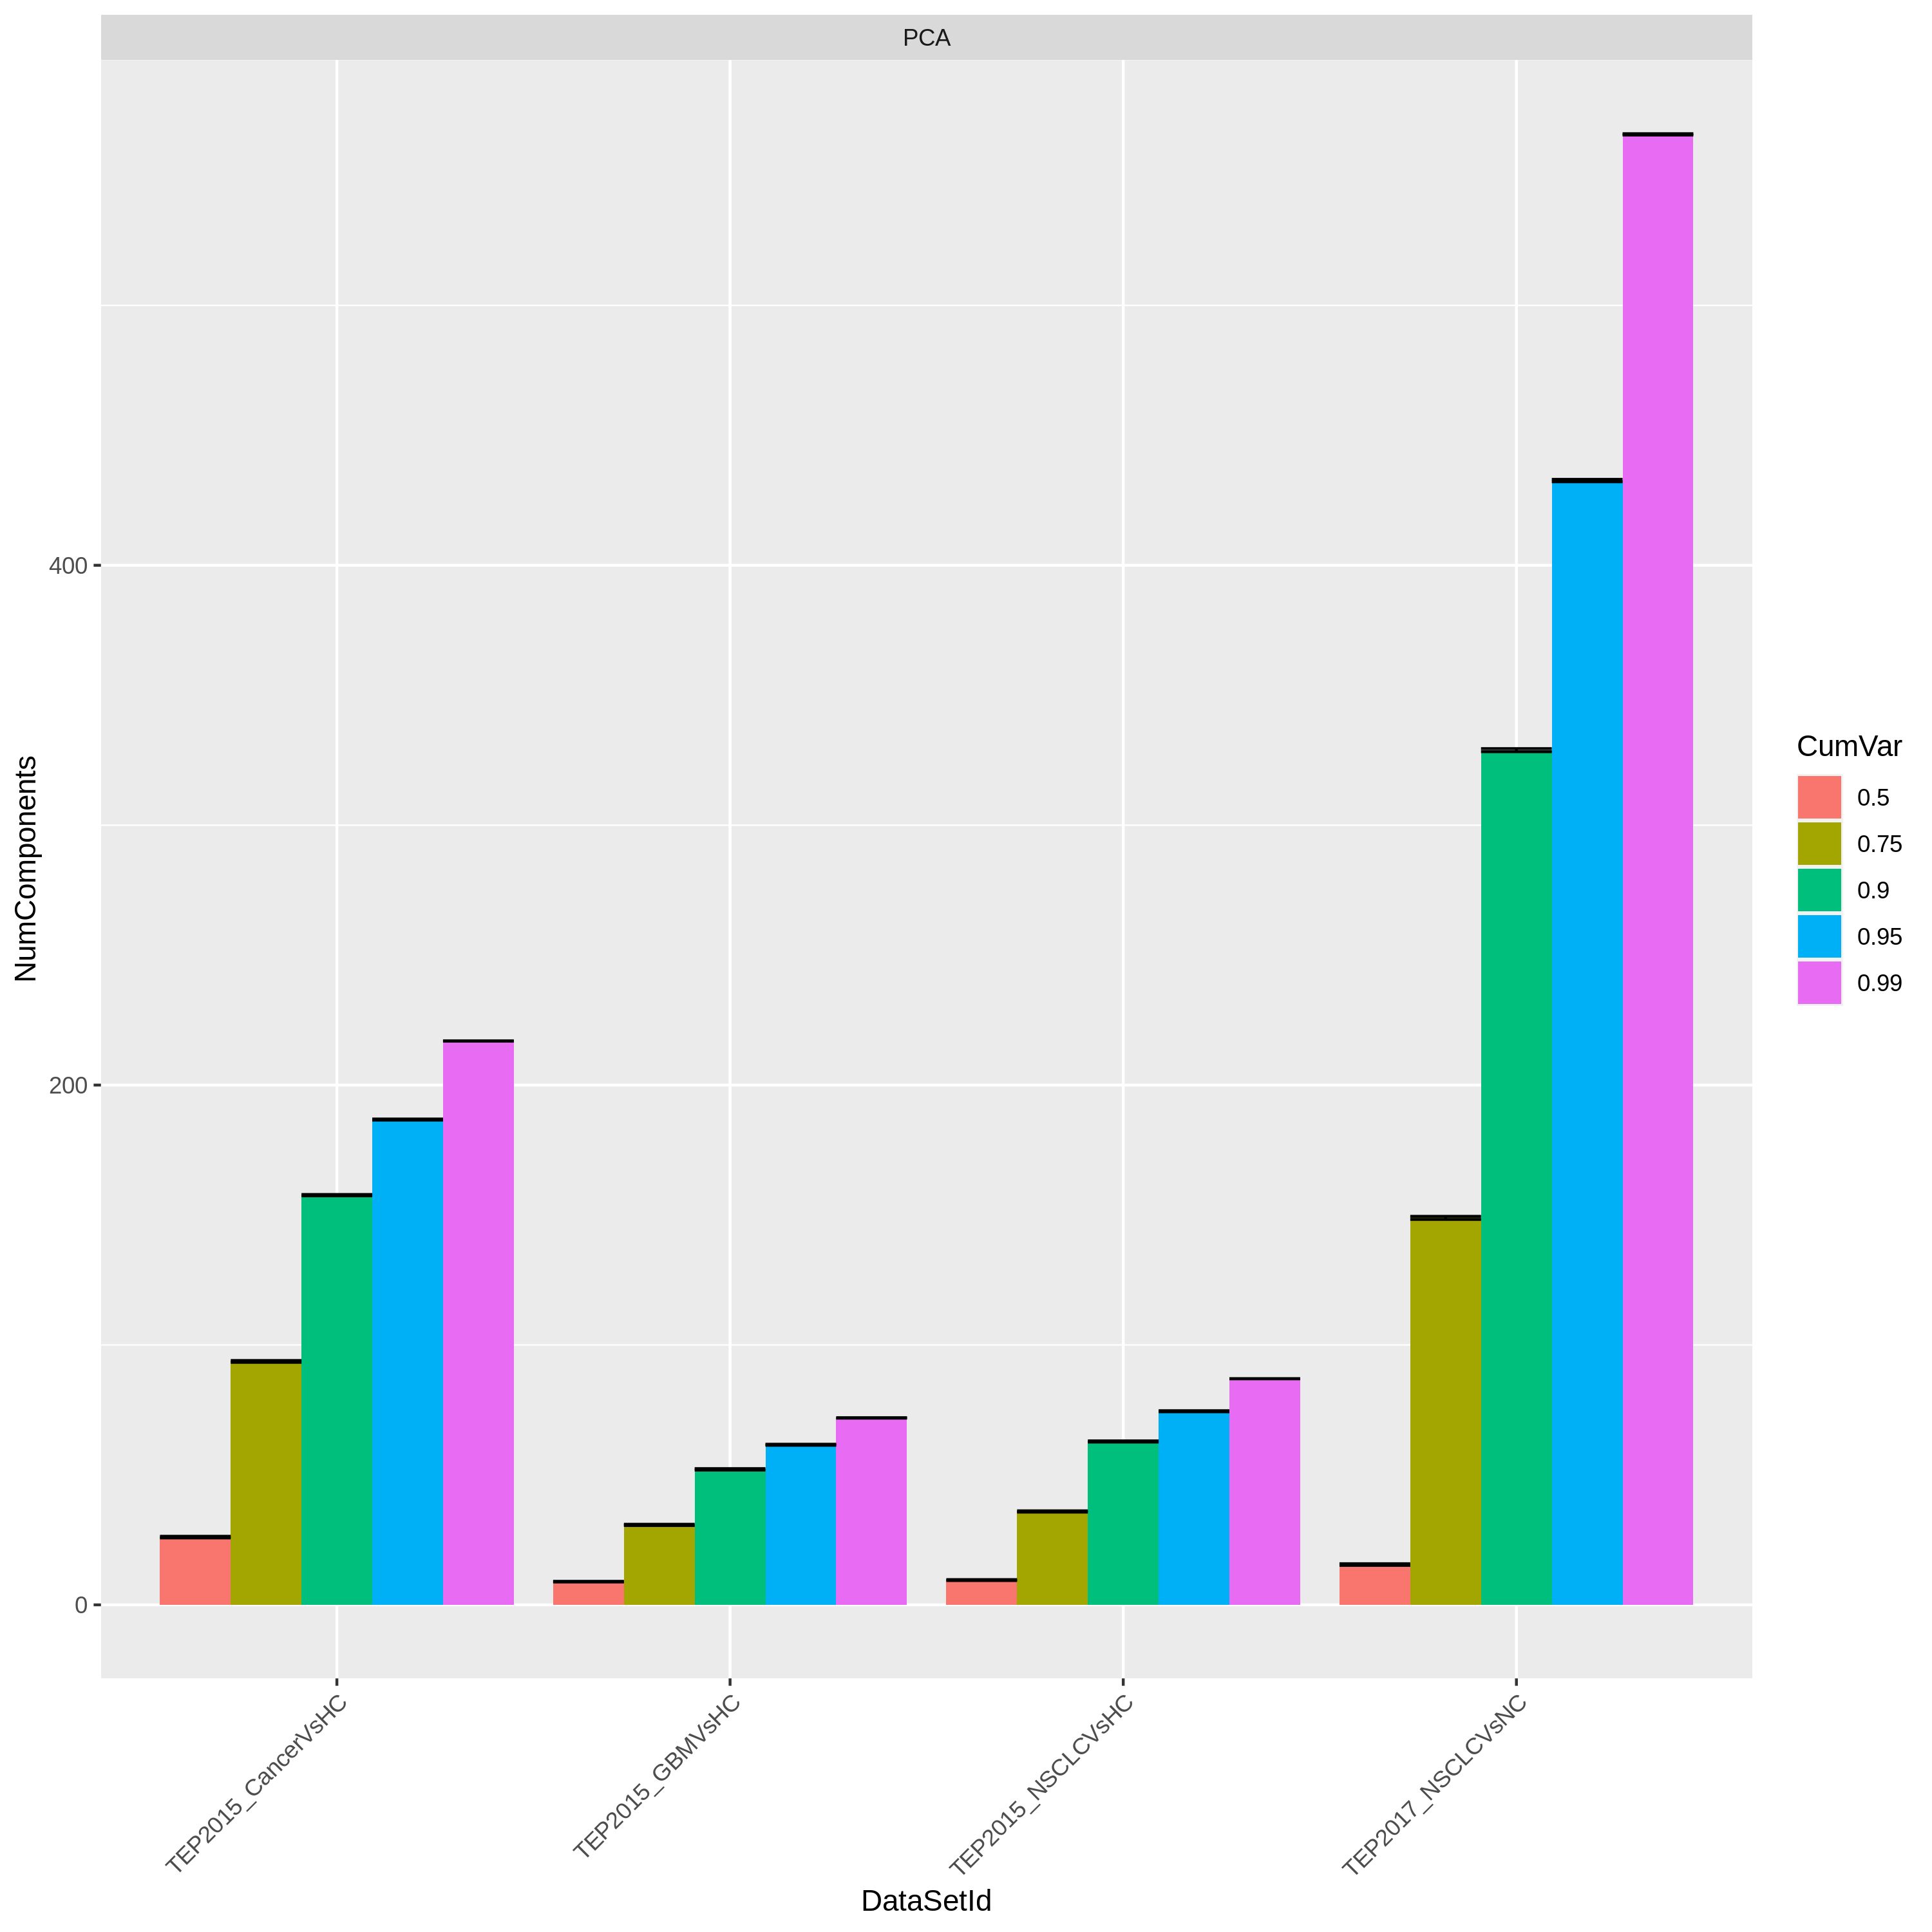 PCA
NumComponents
400
200
0
TEP2015_CancerVsHC
TEP2015_GBMVsHC
TEP2015_NSCLCVsHC
TEP2017_NSCLCVsNC
DataSetId
CumVar
0.5
0.75
0.9
0.95
0.99